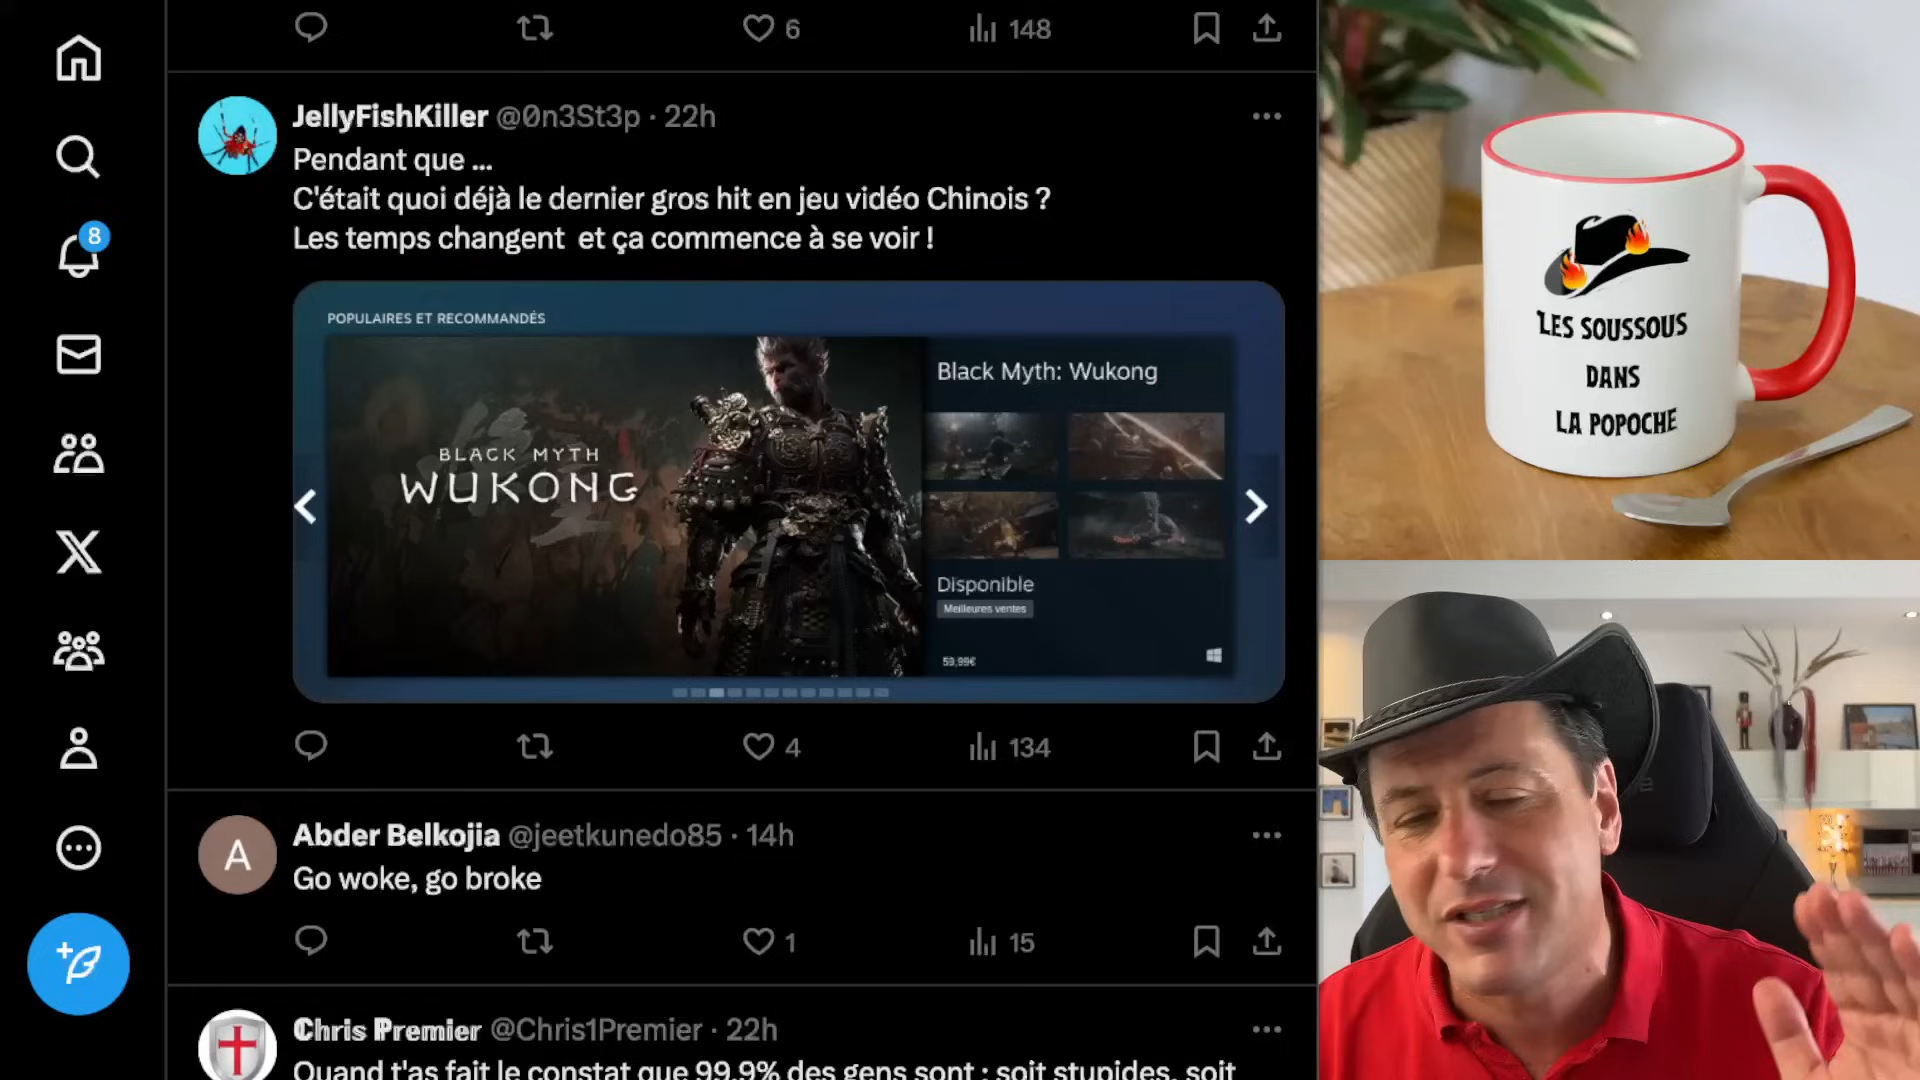 6
148
JellyFishKiller @0n3St3p · 22h
Pendant que ...
C'était quoi déjà le dernier gros hit en jeu vidéo Chinois ?
Les temps changent et ça commence à se voir !
8
POPULAIRES ET RECOMMANDÉS
Black Myth: Wukong
BLACK MYTH
WUKONG
Disponible
Meilleures ventes
59,99€
4
134
Abder Belkojia @jeetkunedo85 · 14h
A
Go woke, go broke
1
15
Chris Premier @Chris1Premier · 22h
Quand t'as fait le constat que 99.9% des gens sont : soit stupides, soit
LES SOUSSOUS
DANS
LA POPOCHE